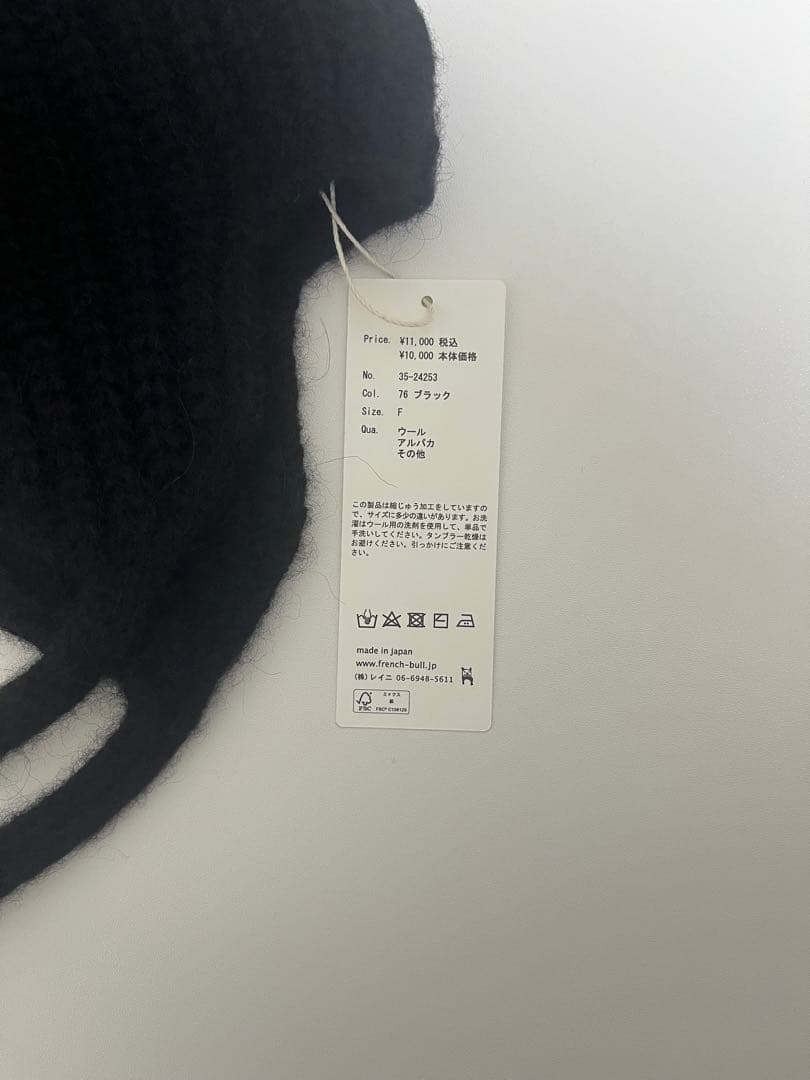 Price. ¥11,000 税込
¥10,000 本体価格
No. 35-24253
Col. 76 ブラック
Size. F
Qua. ウール
アルパカ
その他
この製品は縮じゅう加工をしていますの
で、サイズに多少の違いがあります。お洗
濯はウール用の洗剤を使用して、単品で
手洗いしてください。タンブラー乾燥は
お避けください。引っかけにご注意くだ
さい。
made in japan
www.french-bull.jp
(株)レイニ 06-6948-5611
ミックス
紙
FSC FSC®